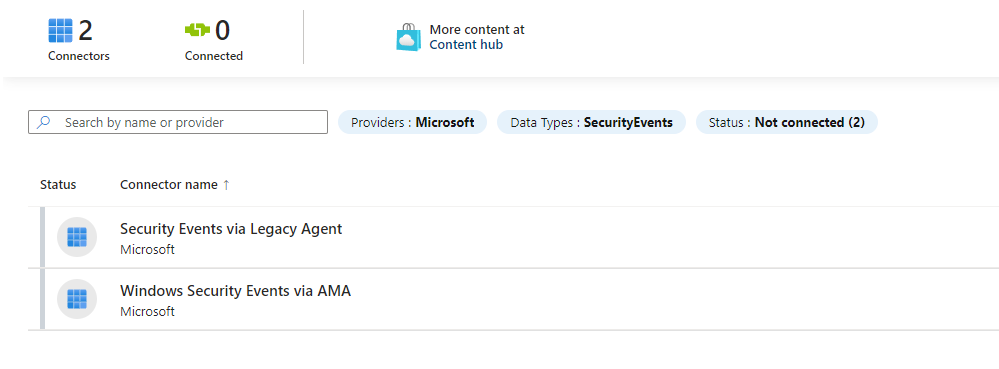 2
Connectors
0
Connected
More content at
Content hub
Search by name or provider
Providers : Microsoft
Data Types : SecurityEvents
Status : Not connected (2)
Status
Connector name ↑
Security Events via Legacy Agent
Microsoft
Windows Security Events via AMA
Microsoft